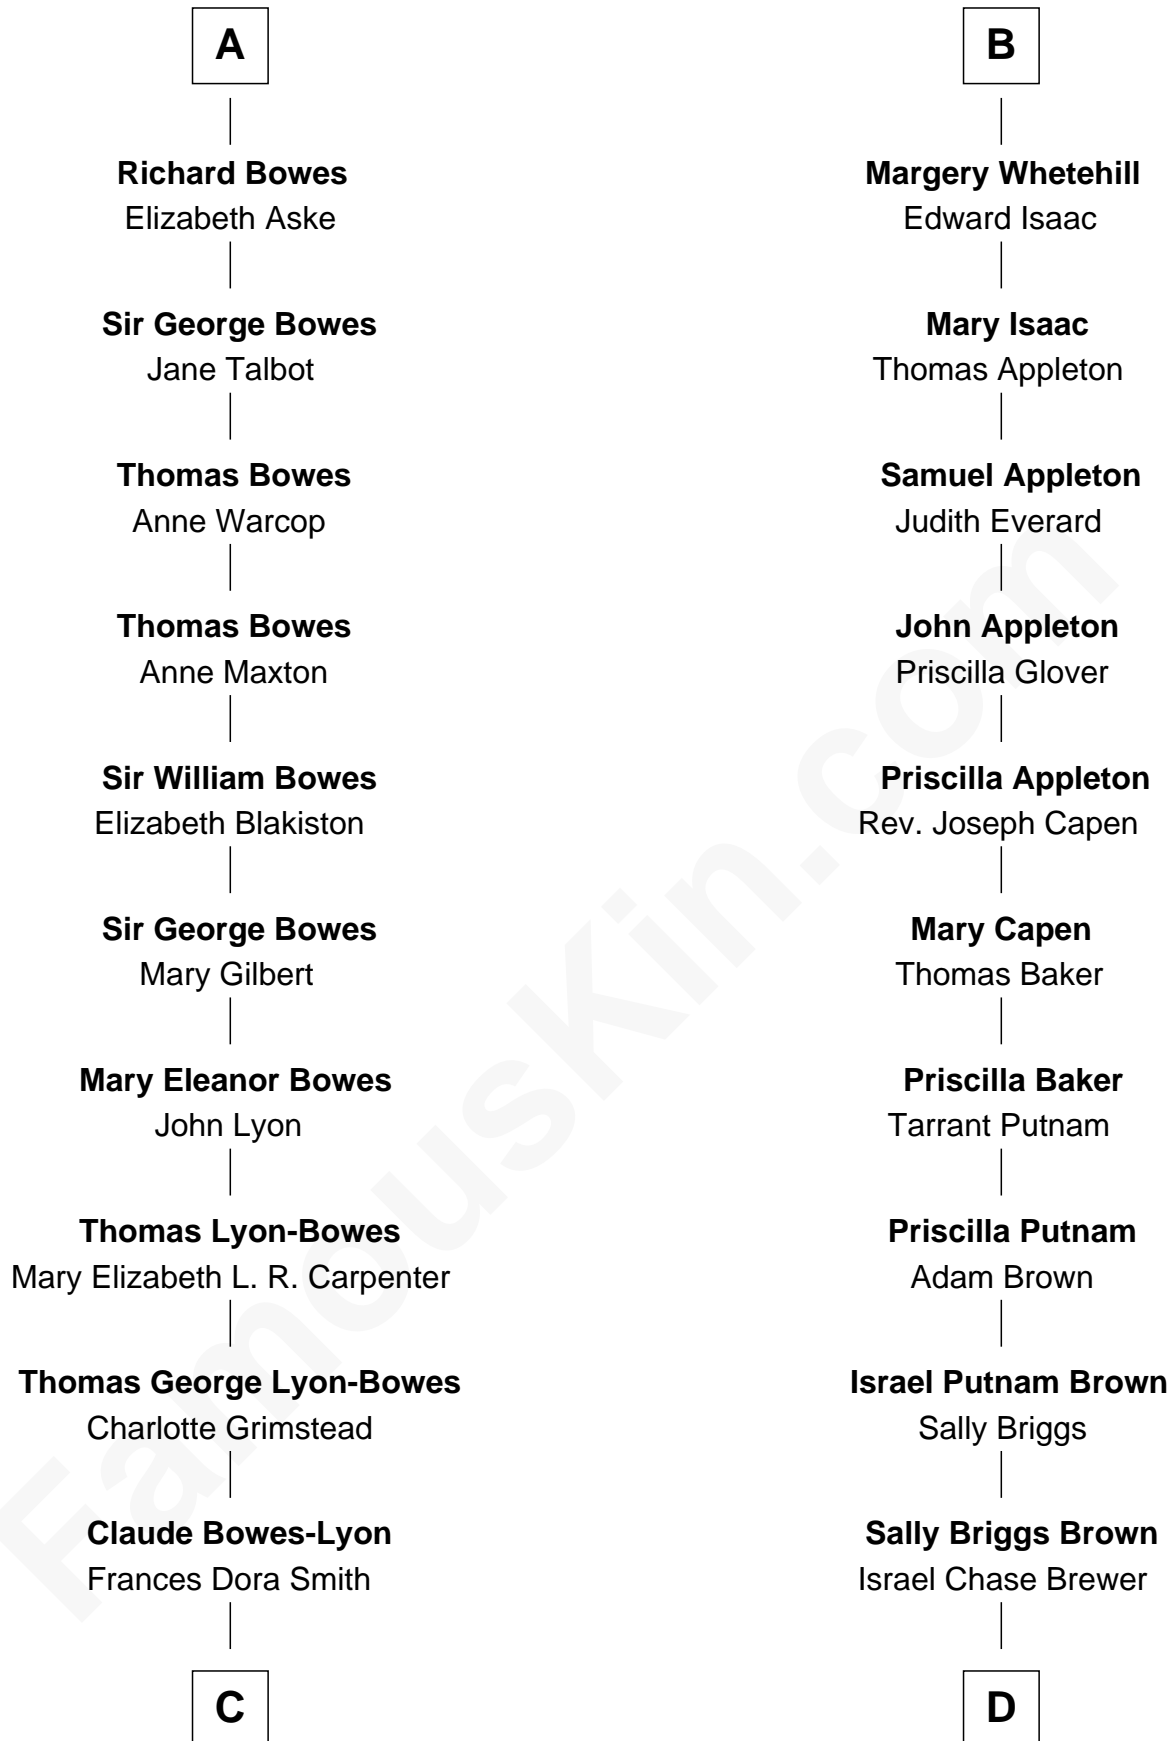 A
Richard Bowes
Elizabeth Aske
Sir George Bowes
Jane Talbot
Thomas Bowes
Anne Warcop
Thomas Bowes
Anne Maxton
Sir William Bowes
Elizabeth Blakiston
Sir George Bowes
Mary Gilbert
Mary Eleanor Bowes
John Lyon
Thomas Lyon-Bowes
Mary Elizabeth L. R. Carpenter
Thomas George Lyon-Bowes
Charlotte Grimstead
Claude Bowes-Lyon
Frances Dora Smith
C
B
Margery Whetehill
Edward Isaac
Mary Isaac
Thomas Appleton
Samuel Appleton
Judith Everard
John Appleton
Priscilla Glover
Priscilla Appleton
Rev. Joseph Capen
Mary Capen
Thomas Baker
Priscilla Baker
Tarrant Putnam
Priscilla Putnam
Adam Brown
Israel Putnam Brown
Sally Briggs
Sally Briggs Brown
Israel Chase Brewer
D
FamousKin.com